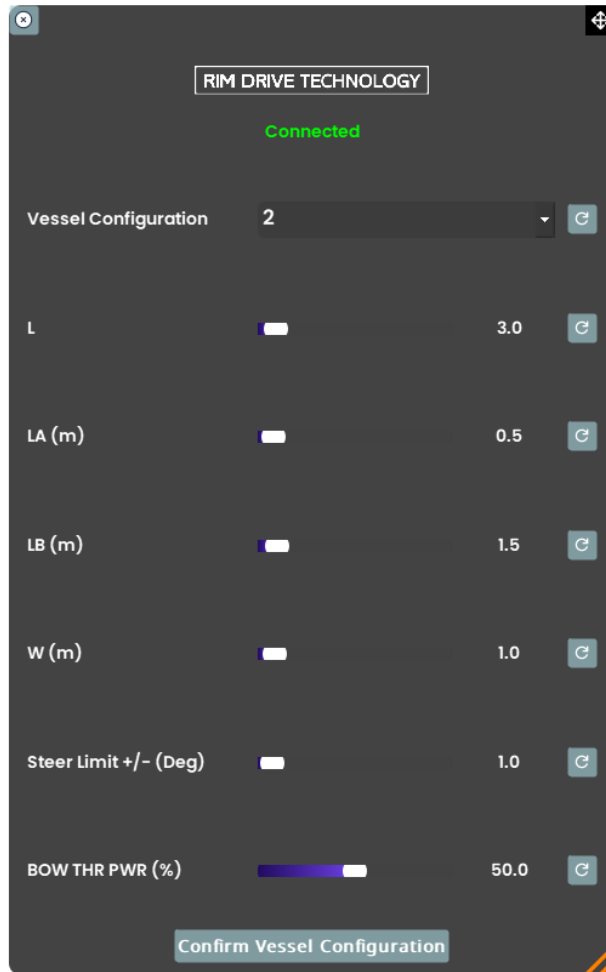 RIM DRIVE TECHNOLOGY
Connected
Vessel Configuration 2
L 3.0
LA (m) 0.5
LB (m) 1.5
W (m) 1.0
Steer Limit +/- (Deg) 1.0
BOW THR PWR (%) 50.0
Confirm Vessel Configuration